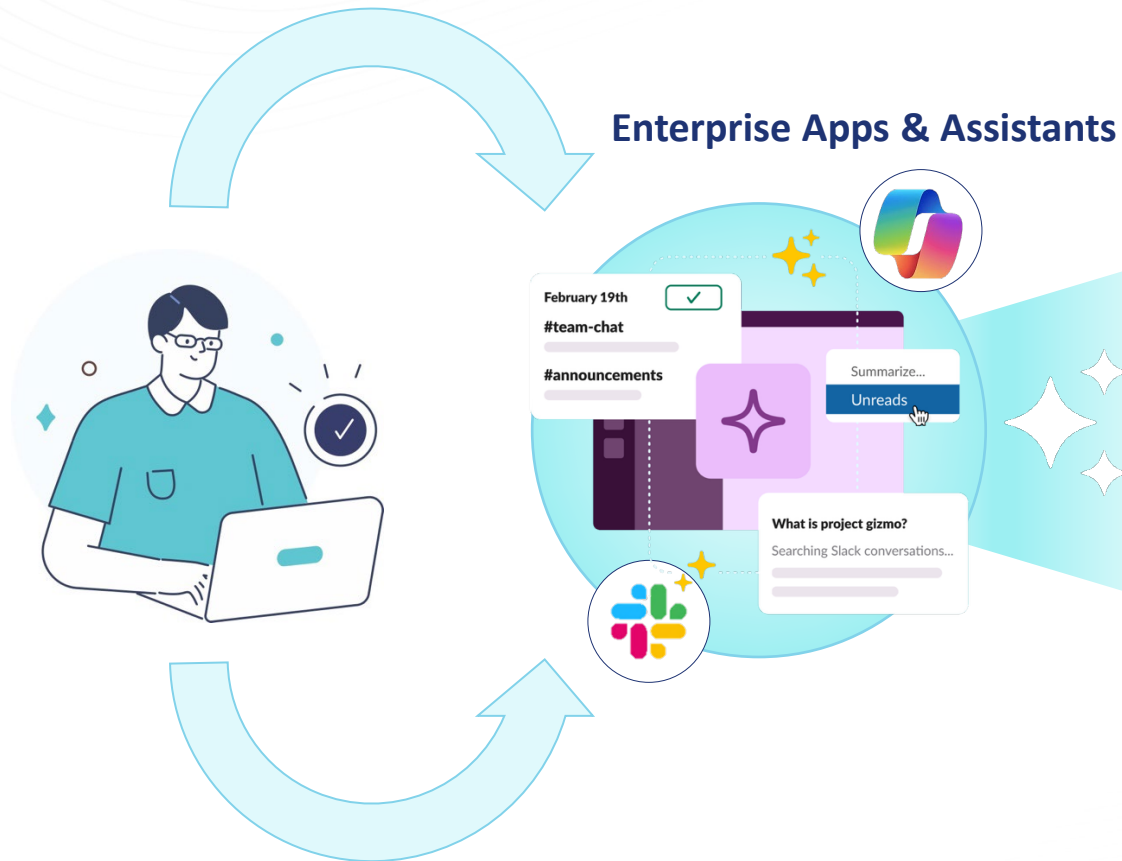 Enterprise Apps & Assistants
February 19th
#team-chat
#announcements
Summarize...
Unreads
What is project gizmo?
Searching Slack conversations...